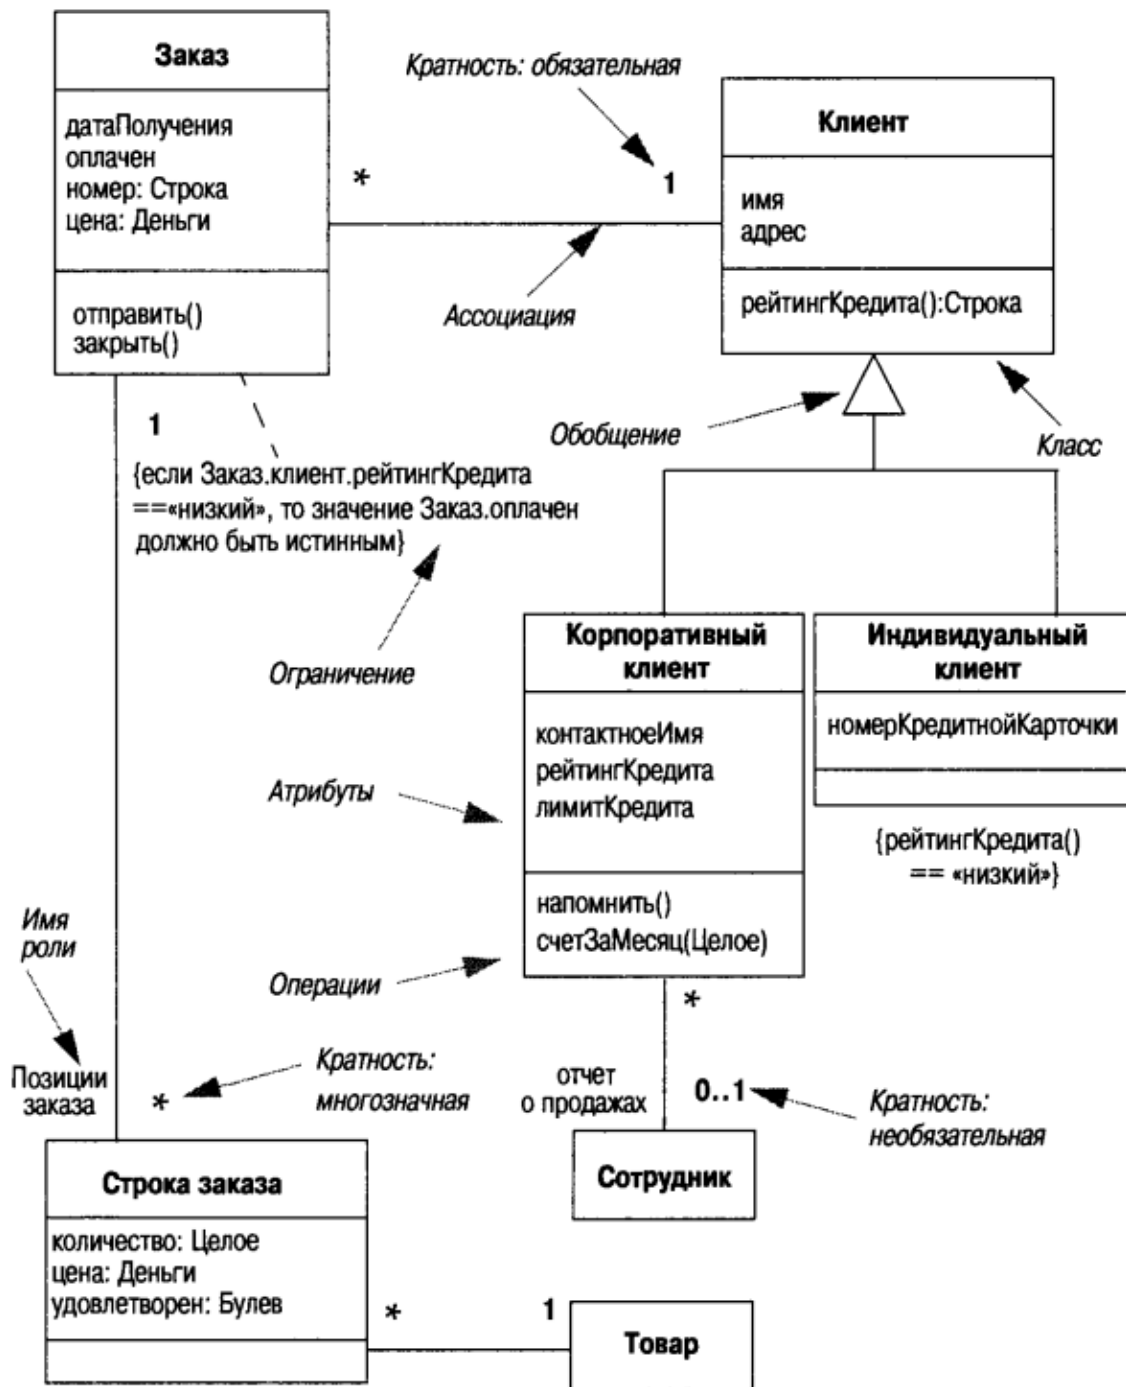 Заказ
датаПолучения
оплачен
номер: Строка
цена: Деньги
отправить()
закрыть()
Кратность: обязательная
*
1
Ассоциация
Клиент
имя
адрес
рейтингКредита():Строка
Обобщение
Класс
1
{если Заказ.клиент.рейтингКредита
==«низкий», то значение Заказ.оплачен
должно быть истинным}
Ограничение
Корпоративный
клиент
контактноеИмя
рейтингКредита
лимитКредита
напомнить()
счетЗаМесяц(Целое)
Индивидуальный
клиент
номерКредитнойКарточки
{рейтингКредита()
== «низкий»}
Атрибуты
Операции
Имя
роли
Позиции
заказа
*
Кратность:
многозначная
*
отчет
о продажах
0..1
Кратность:
необязательная
Сотрудник
Строка заказа
количество: Целое
цена: Деньги
удовлетворен: Булев
*
1
Товар